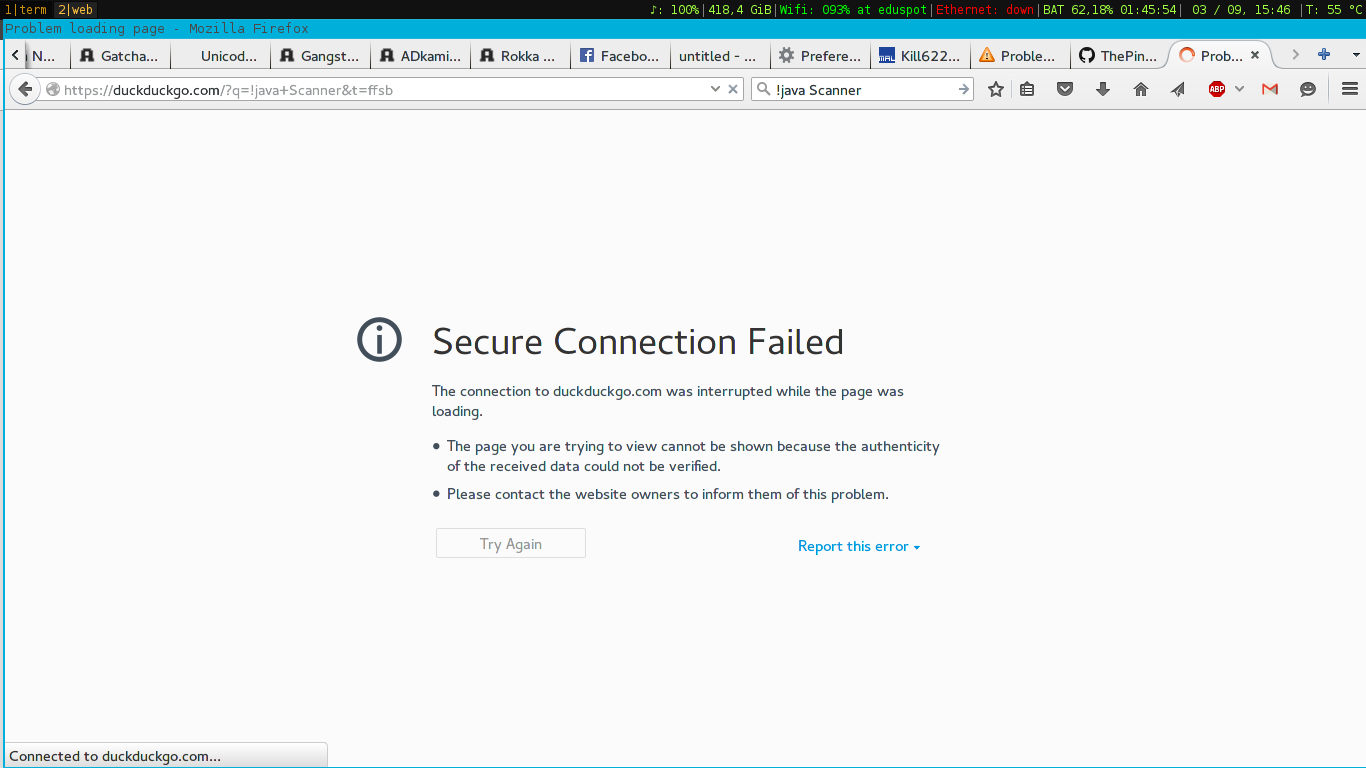 1|term 2|web ♪: 100%|418,4 GiB|Wifi: 093% at eduspot|Ethernet: down|BAT 62,18% 01:45:54| 03 / 09, 15:46 |T: 55 °C
Problem loading page - Mozilla Firefox
N... Gatcha... Unicod... Gangst... ADkami... Rokka ... Facebo... untitled - ... Prefere... MAL Kill622... Proble... ThePin... Prob...
https://duckduckgo.com/?q=!java+Scanner&t=ffsb !java Scanner ABP
Secure Connection Failed
The connection to duckduckgo.com was interrupted while the page was
loading.
• The page you are trying to view cannot be shown because the authenticity
of the received data could not be verified.
• Please contact the website owners to inform them of this problem.
Try Again Report this error
Connected to duckduckgo.com...